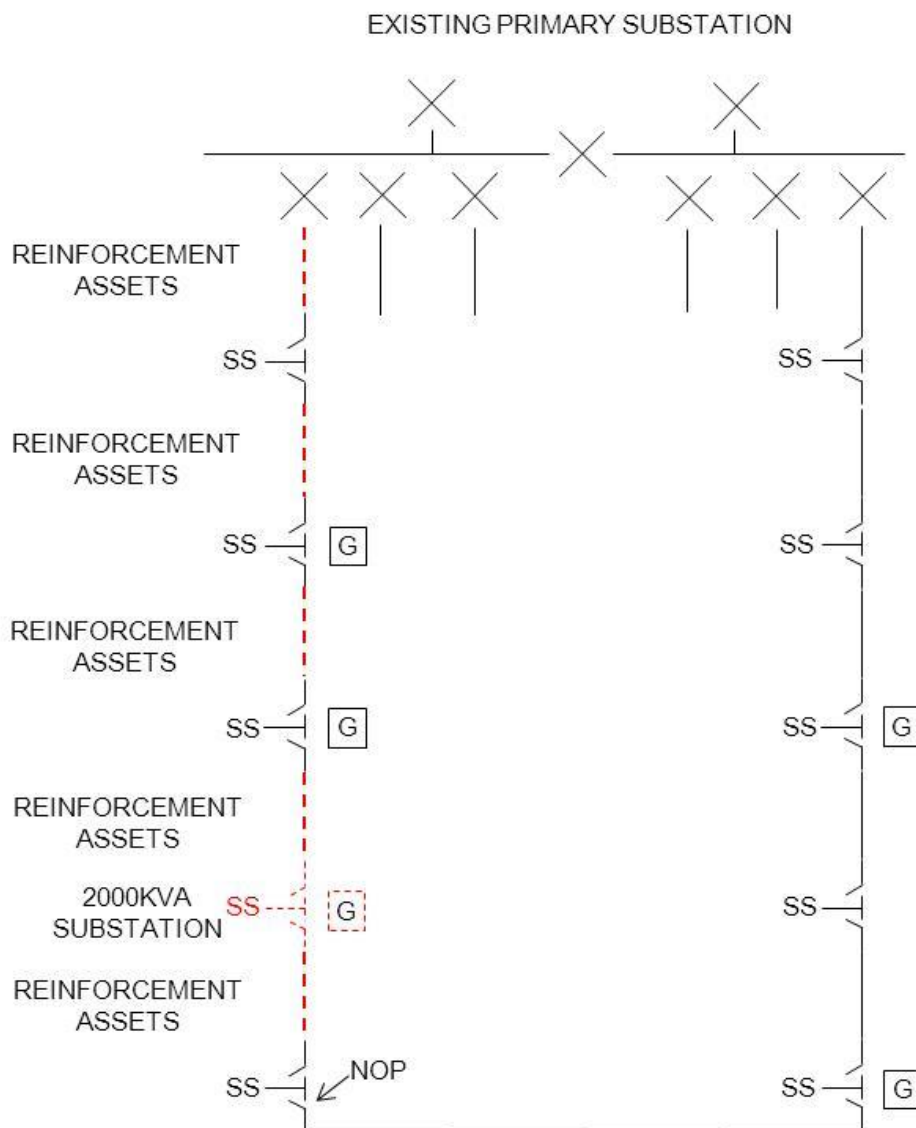 EXISTING PRIMARY SUBSTATION
REINFORCEMENT
ASSETS
SS
SS
REINFORCEMENT
ASSETS
SS
G
SS
REINFORCEMENT
ASSETS
SS
G
SS
G
REINFORCEMENT
ASSETS
2000KVA
SUBSTATION
SS
G
SS
REINFORCEMENT
ASSETS
SS
NOP
SS
G